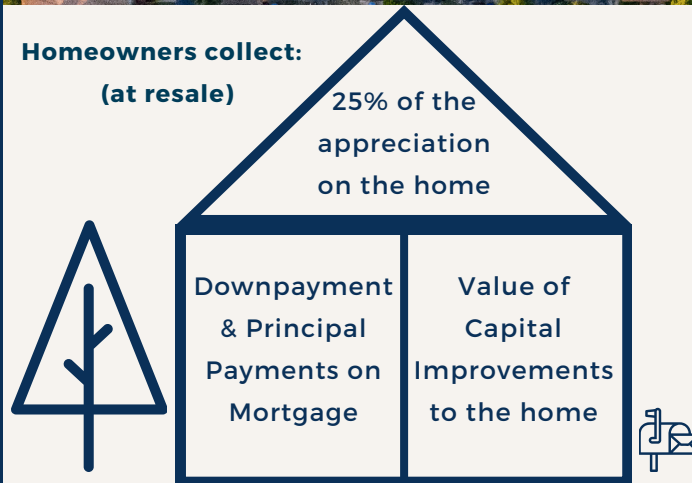 Homeowners collect:
(at resale)
25% of the
appreciation
on the home
Downpayment
& Principal
Payments on
Mortgage
Value of
Capital
Improvements
to the home